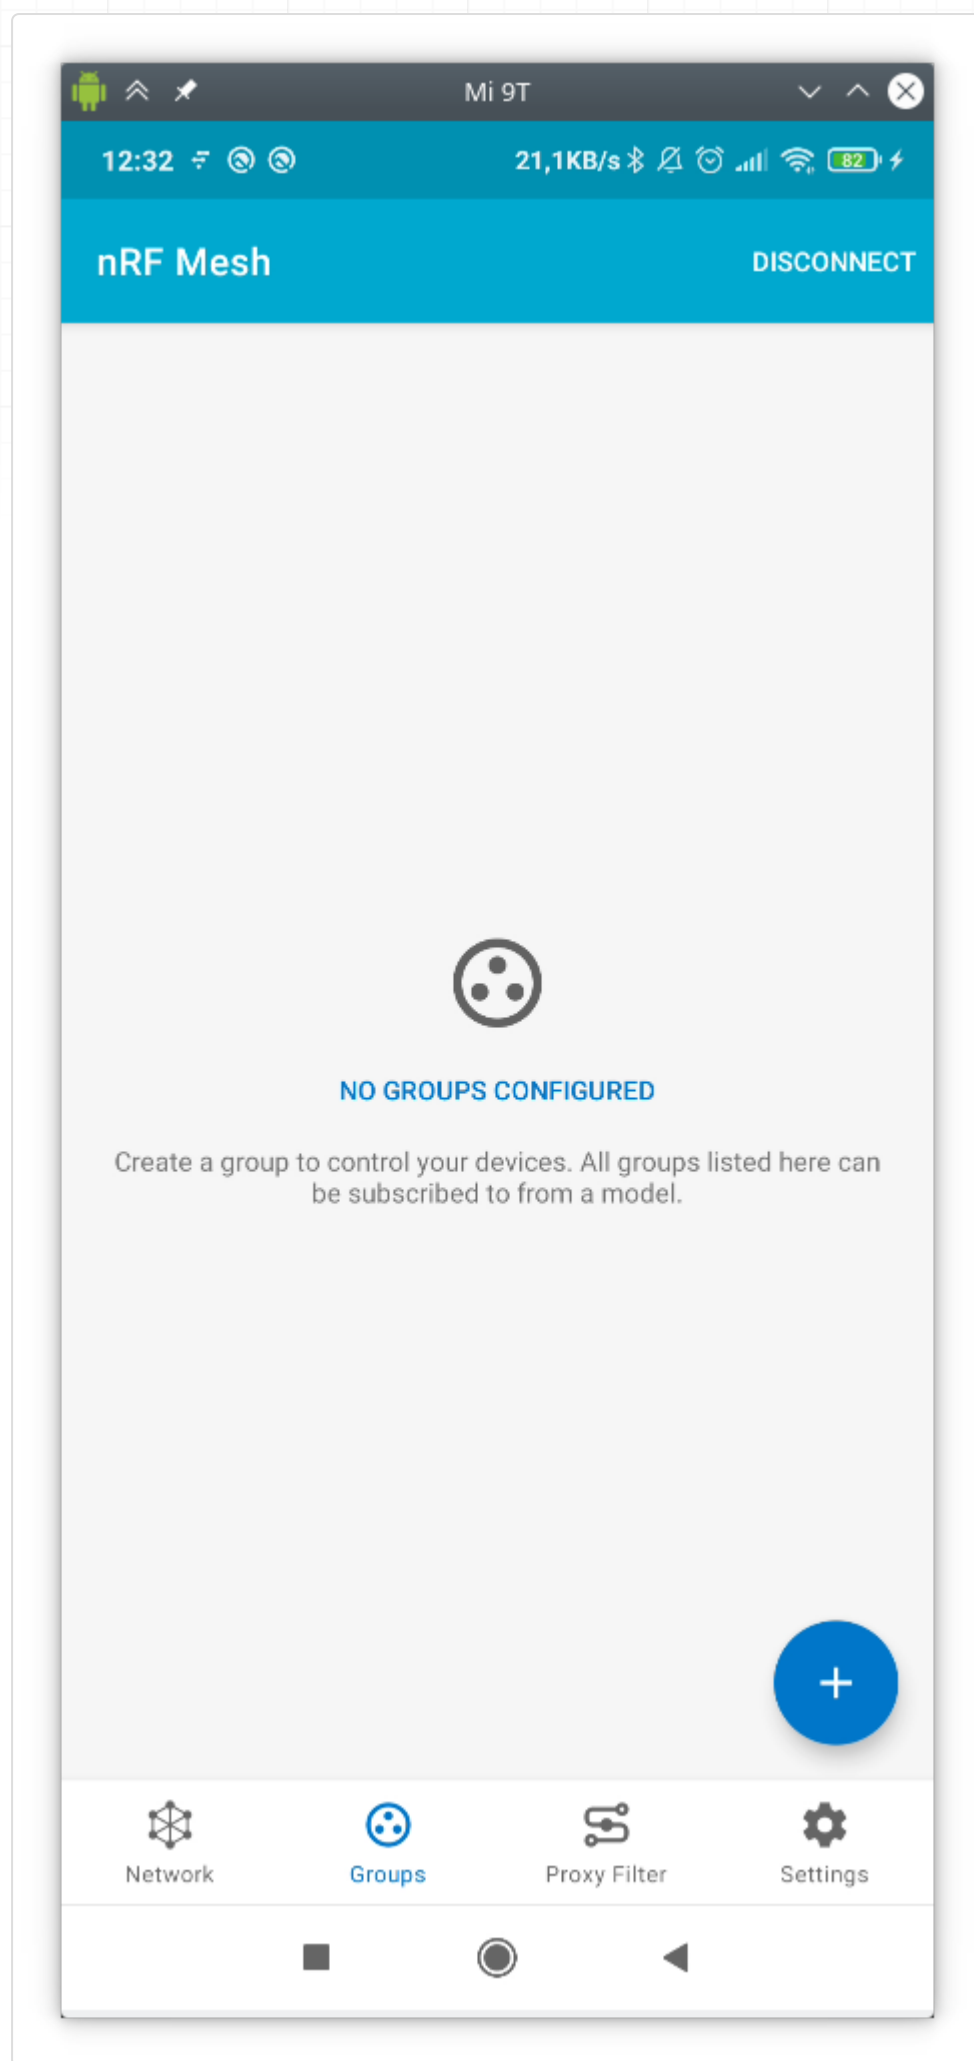 Mi 9T
12:32 21,1KB/s 82
nRF Mesh DISCONNECT
NO GROUPS CONFIGURED
Create a group to control your devices. All groups listed here can
be subscribed to from a model.
Network Groups Proxy Filter Settings